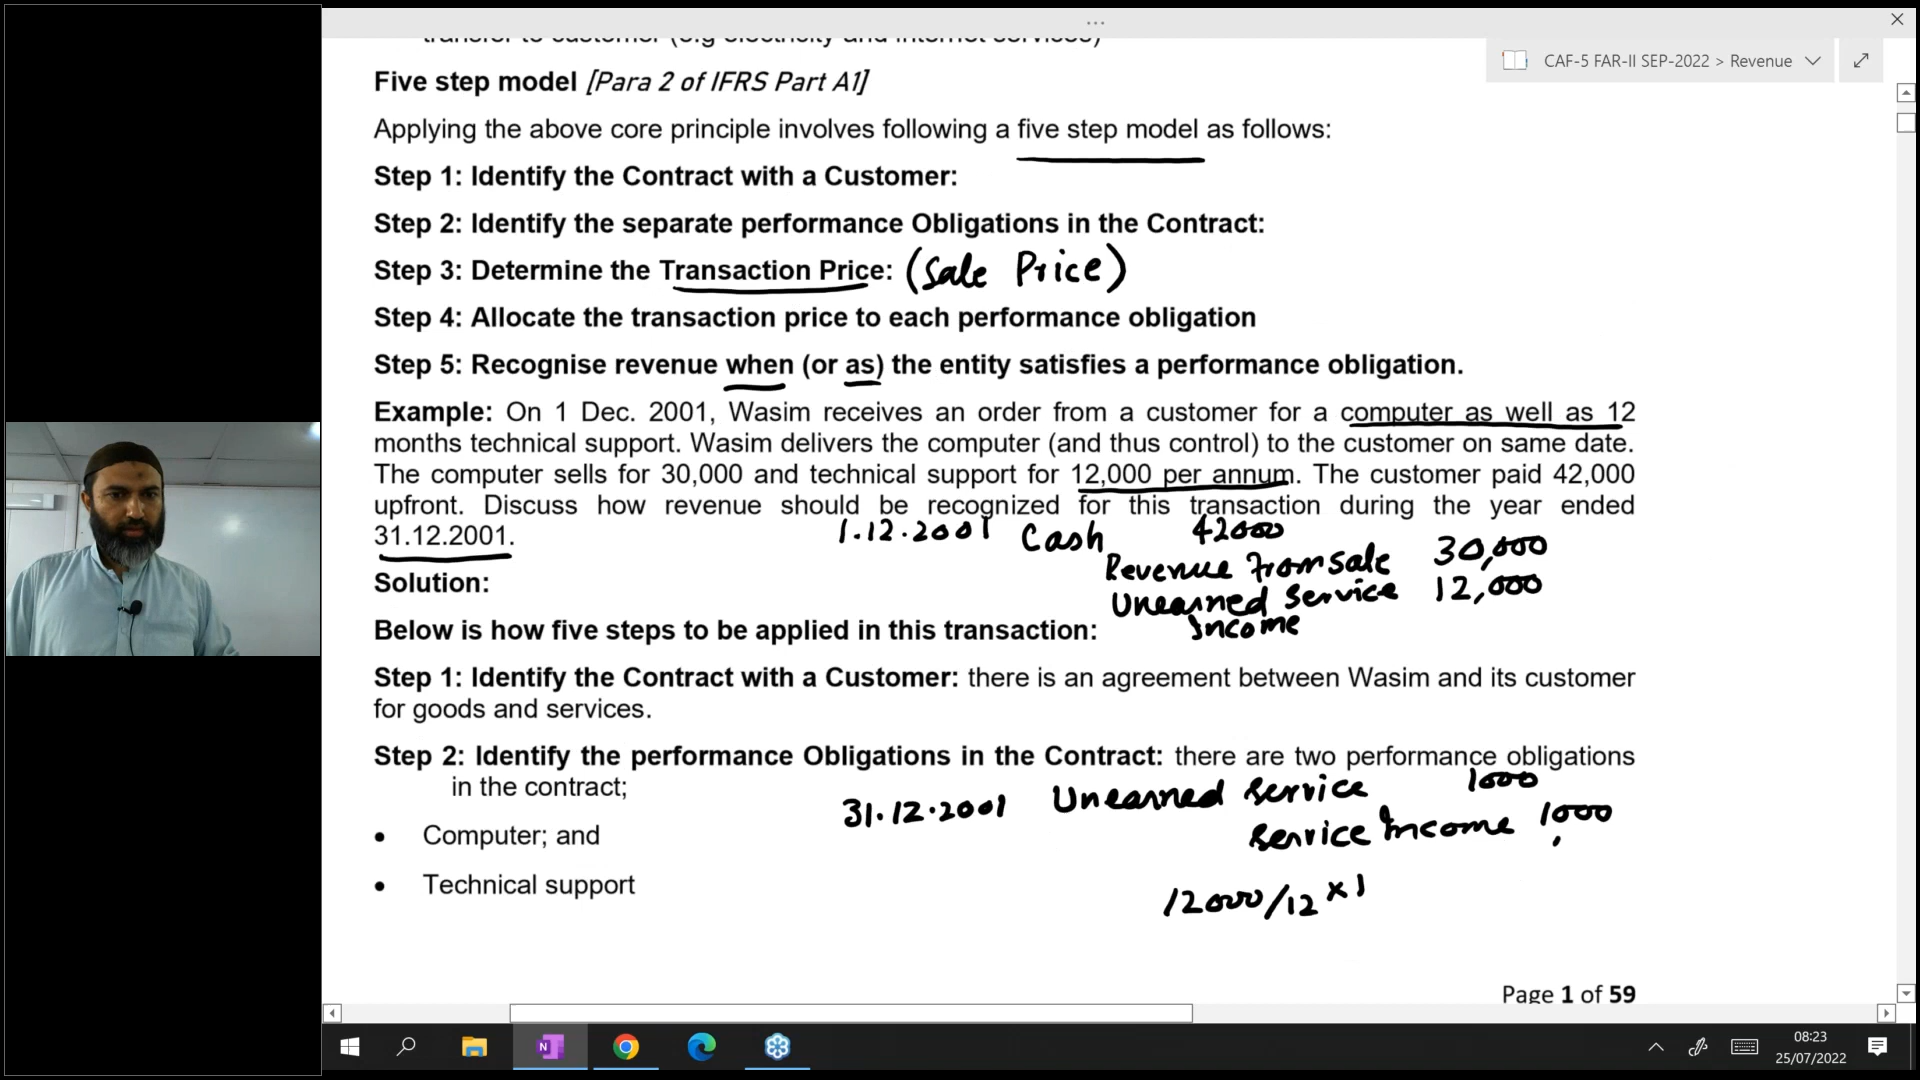 ...
CAF-5 FAR-II SEP-2022 > Revenue
transfer to customer (e.g electricity and internet services)
Five step model [Para 2 of IFRS Part A1]
Applying the above core principle involves following a five step model as follows:
Step 1: Identify the Contract with a Customer:
Step 2: Identify the separate performance Obligations in the Contract:
Step 3: Determine the Transaction Price: (Sale Price)
Step 4: Allocate the transaction price to each performance obligation
Step 5: Recognise revenue when (or as) the entity satisfies a performance obligation.
Example: On 1 Dec. 2001, Wasim receives an order from a customer for a computer as well as 12
months technical support. Wasim delivers the computer (and thus control) to the customer on same date.
The computer sells for 30,000 and technical support for 12,000 per annum. The customer paid 42,000
upfront. Discuss how revenue should be recognized for this transaction during the year ended
31.12.2001.
1.12.2001 Cash 42000
Revenue from sale 30,000
Unearned Service 12,000
Income
Solution:
Below is how five steps to be applied in this transaction:
Step 1: Identify the Contract with a Customer: there is an agreement between Wasim and its customer
for goods and services.
Step 2: Identify the performance Obligations in the Contract: there are two performance obligations
in the contract;
31.12.2001 Unearned Service 1000
Service Income 1000
• Computer; and
• Technical support
12000/12 × 1
Page 1 of 59
08:23
25/07/2022